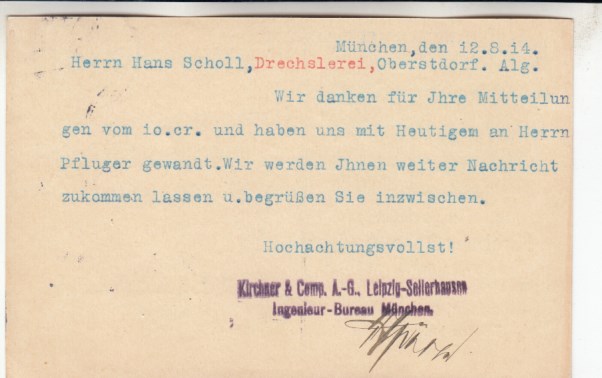 München,den 12.8.14.
Herrn Hans Scholl,Drechslerei,Oberstdorf. Alg.
Wir danken für Jhre Mitteilun
gen vom io.cr. und haben uns mit Heutigem an Herrn
Pfluger gewandt.Wir werden Jhnen weiter Nachricht
zukommen lassen u.begrüßen Sie inzwischen.
Hochachtungsvollst!
Kirchner & Comp. A.-G., Leipzig-Sellerhausen
Ingenieur-Bureau München.